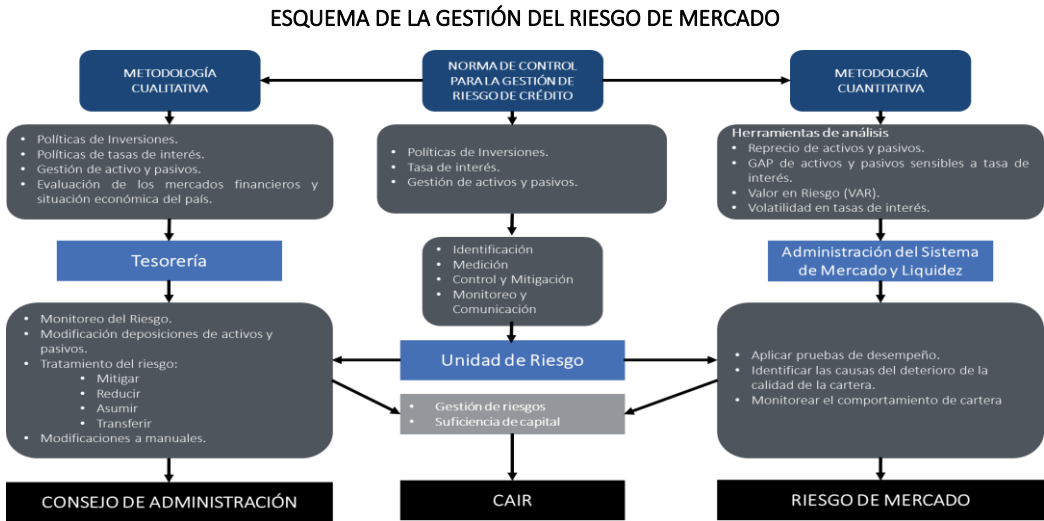 ESQUEMA DE LA GESTIÓN DEL RIESGO DE MERCADO
METODOLOGÍA
CUALITATIVA
NORMA DE CONTROL
PARA LA GESTIÓN DE
RIESGO DE CRÉDITO
METODOLOGÍA
CUANTITATIVA
• Políticas de Inversiones.
• Políticas de tasas de interés.
• Gestión de activo y pasivos.
• Evaluación de los mercados financieros y
situación económica del país.
• Políticas de Inversiones.
• Tasa de interés.
• Gestión de activos y pasivos.
Herramientas de análisis
• Reprecio de activos y pasivos.
• GAP de activos y pasivos sensibles a tasa de
interés.
• Valor en Riesgo (VAR).
• Volatilidad en tasas de interés.
Tesorería
• Identificación
• Medición
• Control y Mitigación
• Monitoreo y
Comunicación
Administración del Sistema
de Mercado y Liquidez
• Monitoreo del Riesgo.
• Modificación deposiciones de activos y
pasivos.
• Tratamiento del riesgo:
• Mitigar
• Reducir
• Asumir
• Transferir
• Modificaciones a manuales.
Unidad de Riesgo
• Gestión de riesgos
• Suficiencia de capital
• Aplicar pruebas de desempeño.
• Identificar las causas del deterioro de la
calidad de la cartera.
• Monitorear el comportamiento de cartera
CONSEJO DE ADMINISTRACIÓN
CAIR
RIESGO DE MERCADO